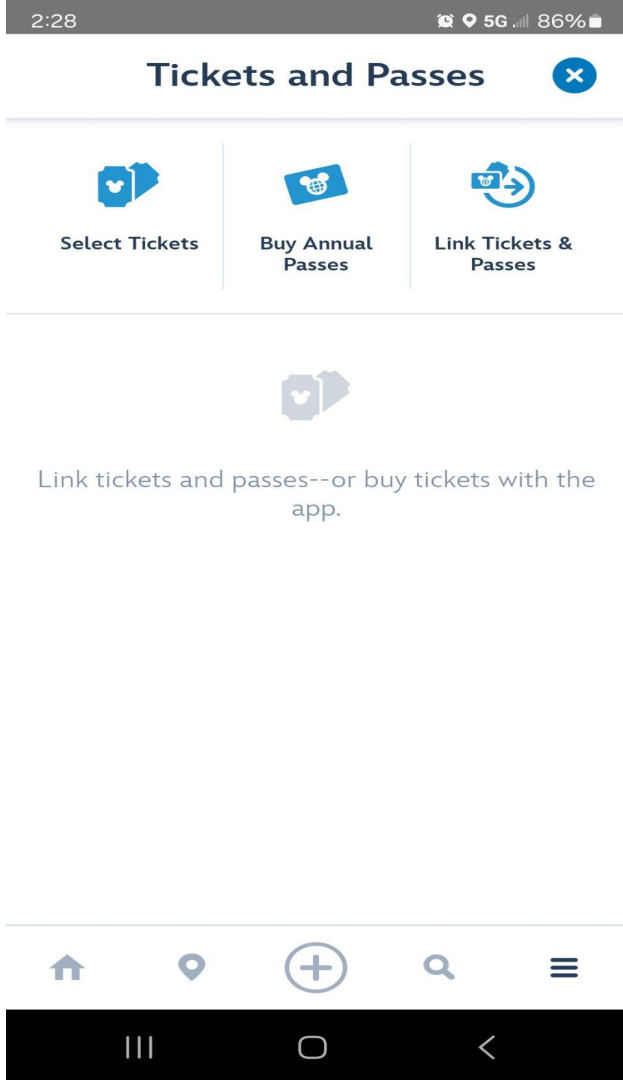 2:28 5G 86%
Tickets and Passes
Select Tickets
Buy Annual
Passes
Link Tickets &
Passes
Link tickets and passes--or buy tickets with the
app.